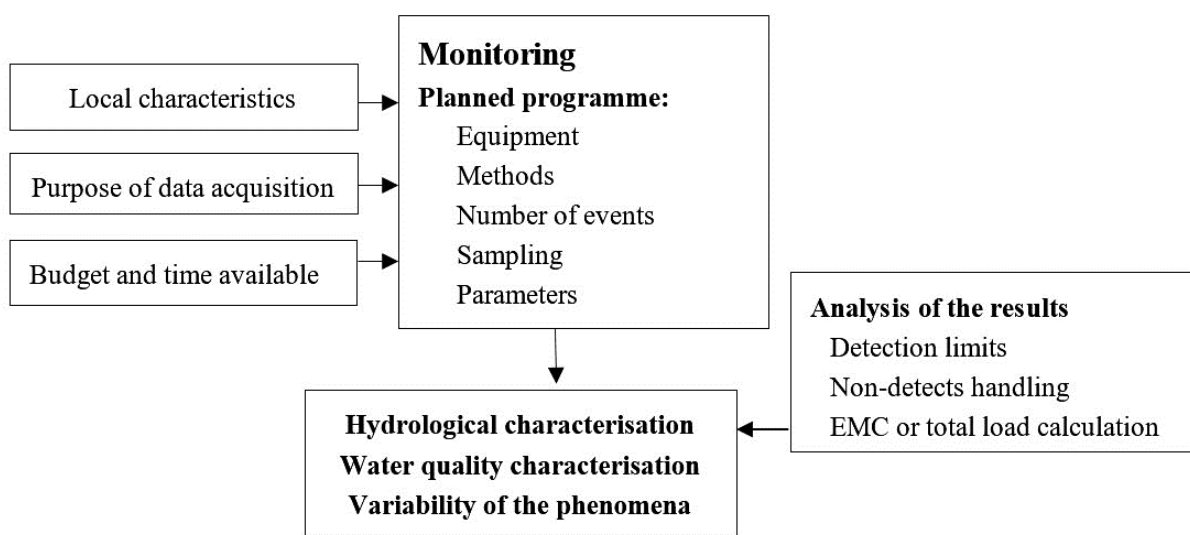 Local characteristics
Purpose of data acquisition
Budget and time available
Monitoring
Planned programme:
Equipment
Methods
Number of events
Sampling
Parameters
Analysis of the results
Detection limits
Non-detects handling
EMC or total load calculation
Hydrological characterisation
Water quality characterisation
Variability of the phenomena